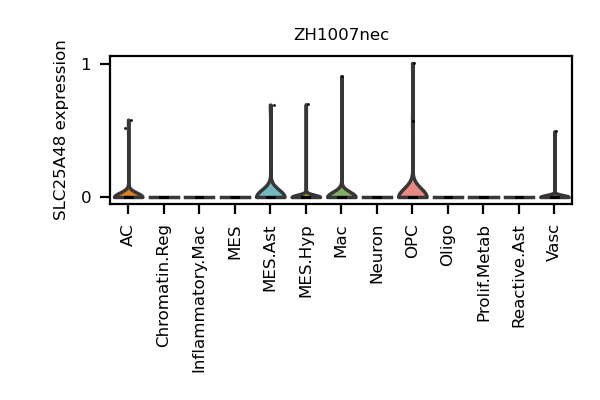 ZH1007nec
SLC25A48 expression
1
0
AC
Chromatin.Reg
Inflammatory.Mac
MES
MES.Ast
MES.Hyp
Mac
Neuron
OPC
Oligo
Prolif.Metab
Reactive.Ast
Vasc